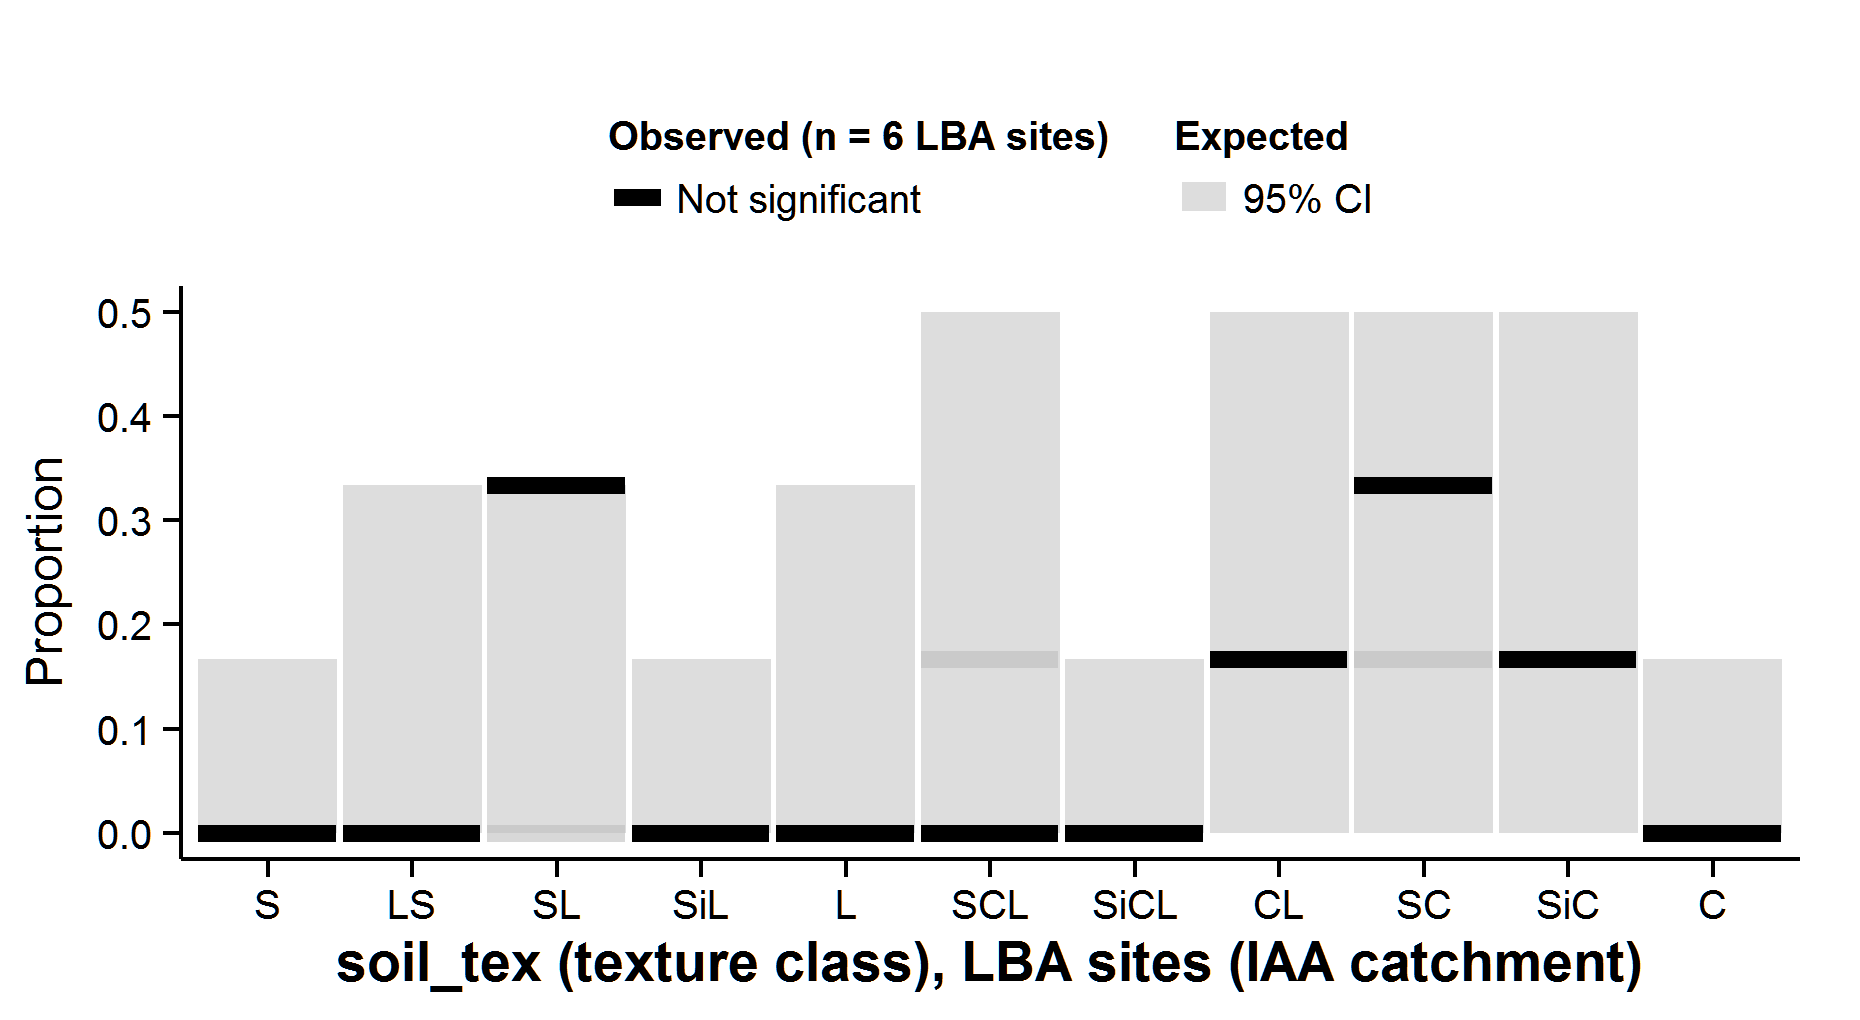 Observed (n = 6 LBA sites) Expected
Not significant 95% CI
Proportion
0.5
0.4
0.3
0.2
0.1
0.0
S LS SL SiL L SCL SiCL CL SC SiC C
soil_tex (texture class), LBA sites (IAA catchment)